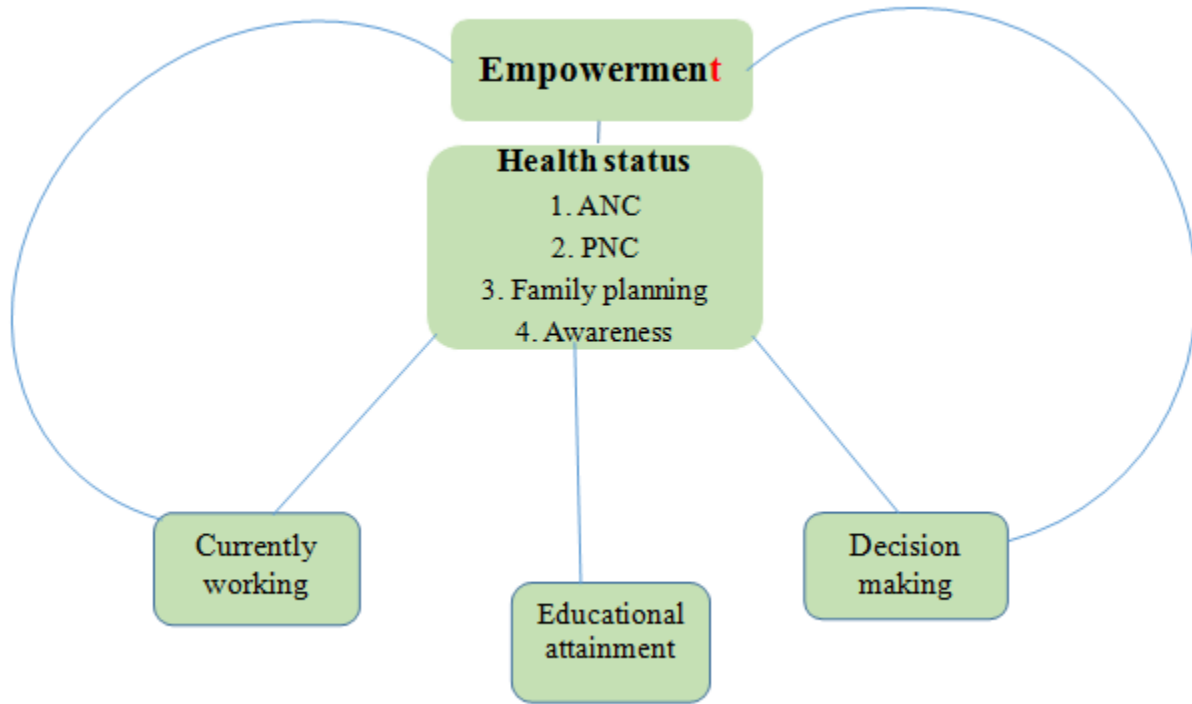 Empowerment
Health status
1. ANC
2. PNC
3. Family planning
4. Awareness
Currently
working
Educational
attainment
Decision
making